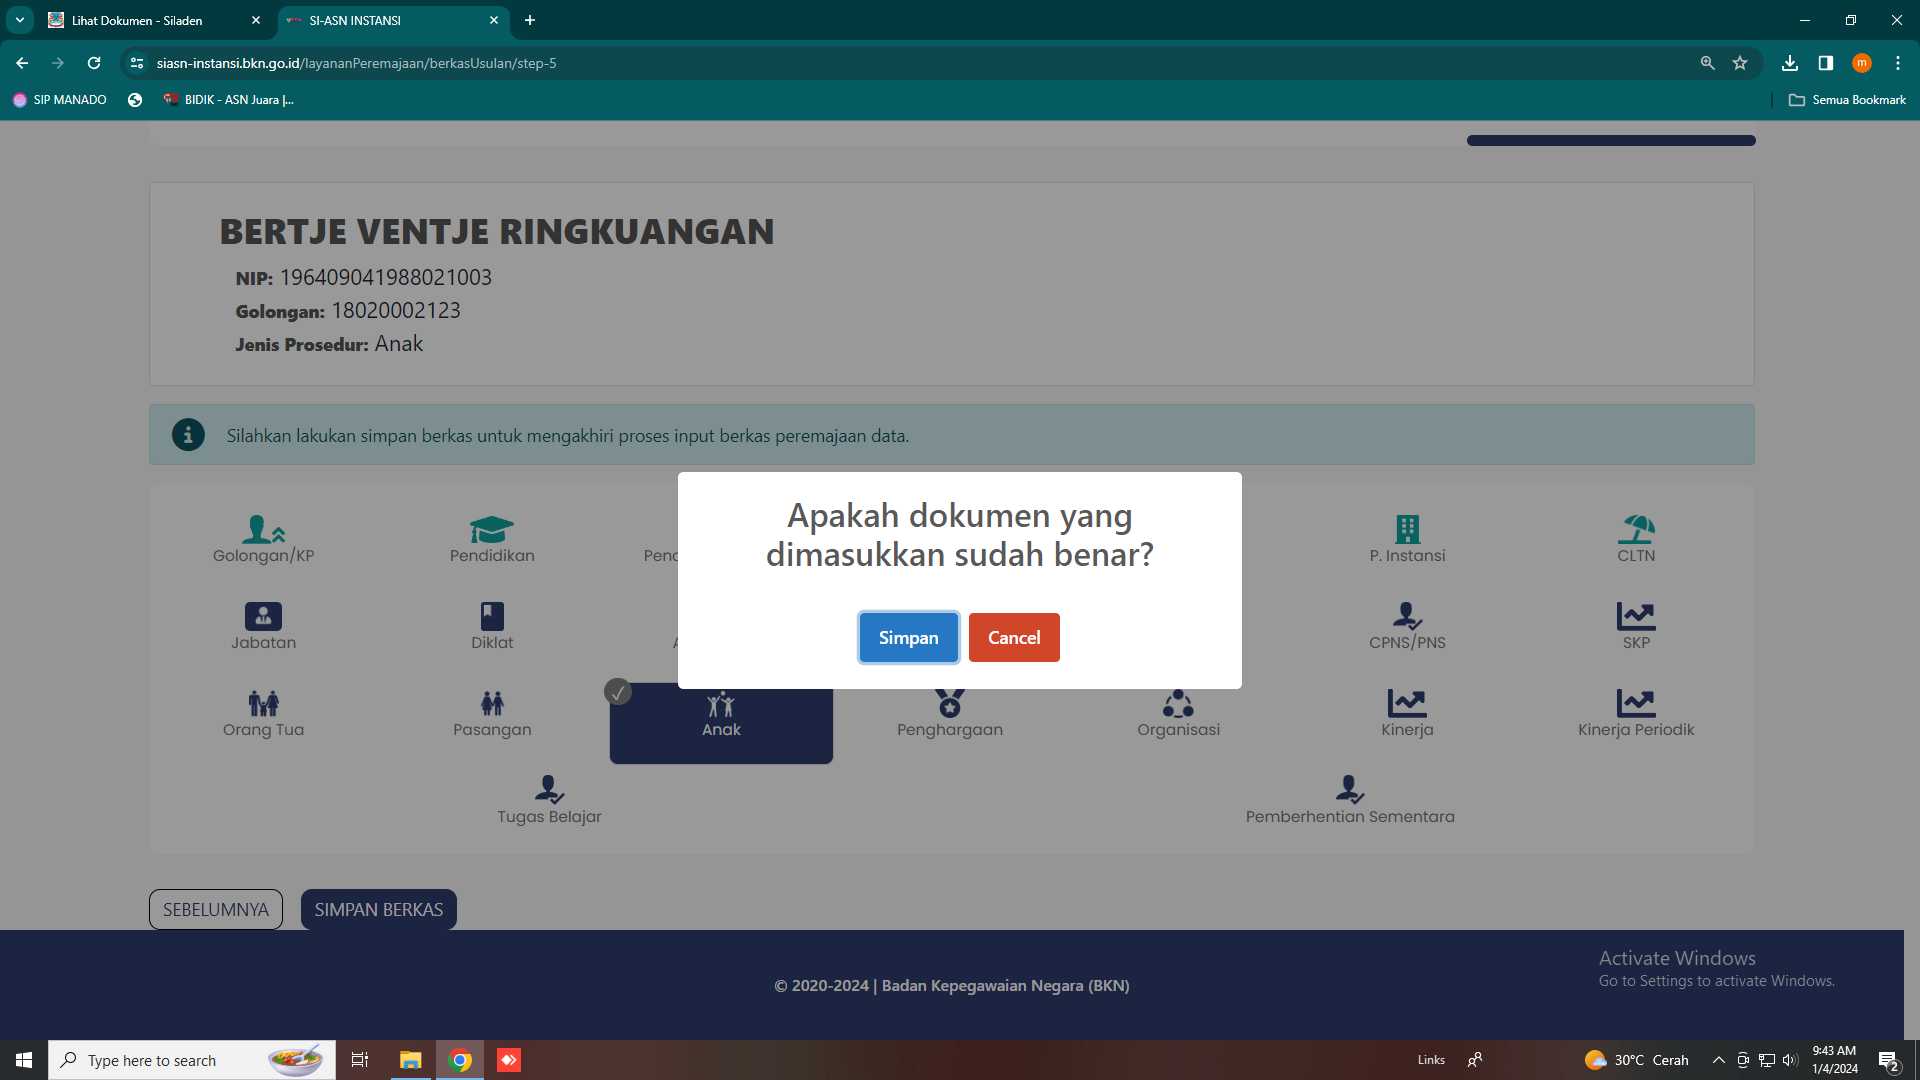 Lihat Dokumen - Siladen
SI-ASN INSTANSI
siasn-instansi.bkn.go.id/layananPeremajaan/berkasUsulan/step-5
m
SIP MANADO
BIDIK - ASN Juara |...
Semua Bookmark
BERTJE VENTJE RINGKUANGAN
NIP: 196409041988021003
Golongan: 18020002123
Jenis Prosedur: Anak
Silahkan lakukan simpan berkas untuk mengakhiri proses input berkas peremajaan data.
Apakah dokumen yang
dimasukkan sudah benar?
Simpan
Cancel
Golongan/KP
Pendidikan
P. Instansi
CLTN
Jabatan
Diklat
CPNS/PNS
SKP
Orang Tua
Pasangan
Anak
Penghargaan
Organisasi
Kinerja
Kinerja Periodik
Tugas Belajar
Pemberhentian Sementara
SEBELUMNYA
SIMPAN BERKAS
© 2020-2024 | Badan Kepegawaian Negara (BKN)
Activate Windows
Go to Settings to activate Windows.
Type here to search
Links
30°C Cerah
9:43 AM
1/4/2024
2